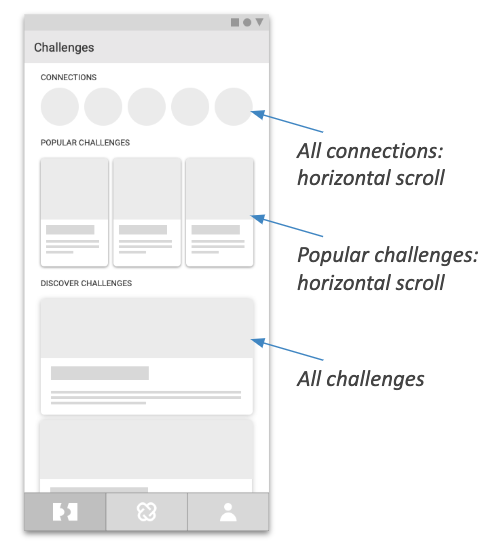 Challenges
CONNECTIONS
All connections:
horizontal scroll
POPULAR CHALLENGES
Popular challenges:
horizontal scroll
DISCOVER CHALLENGES
All challenges